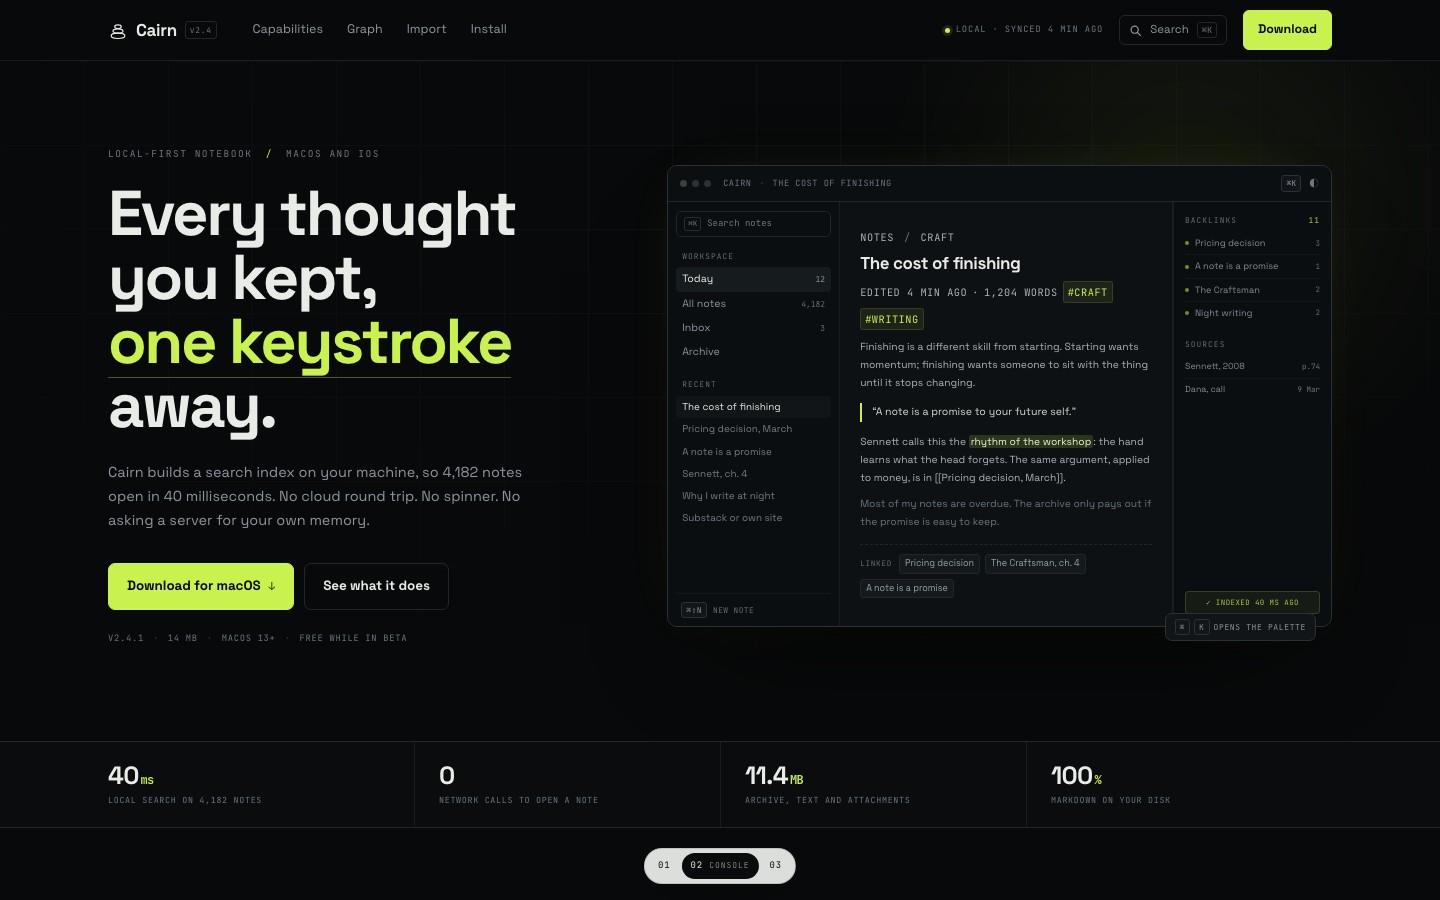 Cairn V2.4 Capabilities Graph Import Install LOCAL · SYNCED 4 MIN AGO Search ⌘K Download
LOCAL-FIRST NOTEBOOK / MACOS AND IOS
Every thought
you kept,
one keystroke
away.
Cairn builds a search index on your machine, so 4,182 notes
open in 40 milliseconds. No cloud round trip. No spinner. No
asking a server for your own memory.
Download for macOS ↓ See what it does
V2.4.1 · 14 MB · MACOS 13+ · FREE WHILE IN BETA
CAIRN · THE COST OF FINISHING ⌘K
⌘K Search notes
WORKSPACE
Today 12
All notes 4,182
Inbox 3
Archive
RECENT
The cost of finishing
Pricing decision, March
A note is a promise
Sennett, ch. 4
Why I write at night
Substack or own site
⌘⇧N NEW NOTE
NOTES / CRAFT
The cost of finishing
EDITED 4 MIN AGO · 1,204 WORDS #CRAFT
#WRITING
Finishing is a different skill from starting. Starting wants
momentum; finishing wants someone to sit with the thing
until it stops changing.
“A note is a promise to your future self.”
Sennett calls this the rhythm of the workshop: the hand
learns what the head forgets. The same argument, applied
to money, is in [[Pricing decision, March]].
Most of my notes are overdue. The archive only pays out if
the promise is easy to keep.
LINKED Pricing decision The Craftsman, ch. 4
A note is a promise
BACKLINKS 11
Pricing decision 3
A note is a promise 1
The Craftsman 2
Night writing 2
SOURCES
Sennett, 2008 p.74
Dana, call 9 Mar
✓ INDEXED 40 MS AGO
⌘ K OPENS THE PALETTE
40 ms
LOCAL SEARCH ON 4,182 NOTES
0
NETWORK CALLS TO OPEN A NOTE
11.4 MB
ARCHIVE, TEXT AND ATTACHMENTS
100 %
MARKDOWN ON YOUR DISK
01 02 CONSOLE 03